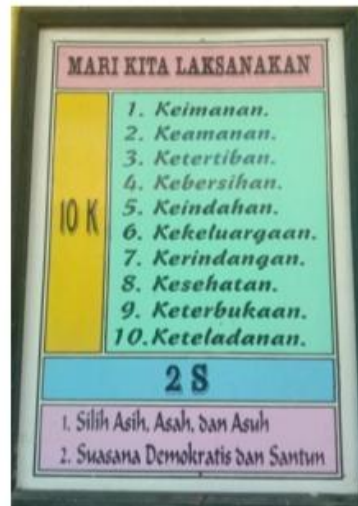 MARI KITA LAKSANAKAN
10 K
1. Keimanan.
2. Keamanan.
3. Ketertiban.
4. Kebersihan.
5. Keindahan.
6. Kekeluargaan.
7. Kerindangan.
8. Kesehatan.
9. Keterbukaan.
10. Keteladanan.
2 S
1. Silih Asih, Asah, dan Asuh
2. Suasana Demokratis dan Santun